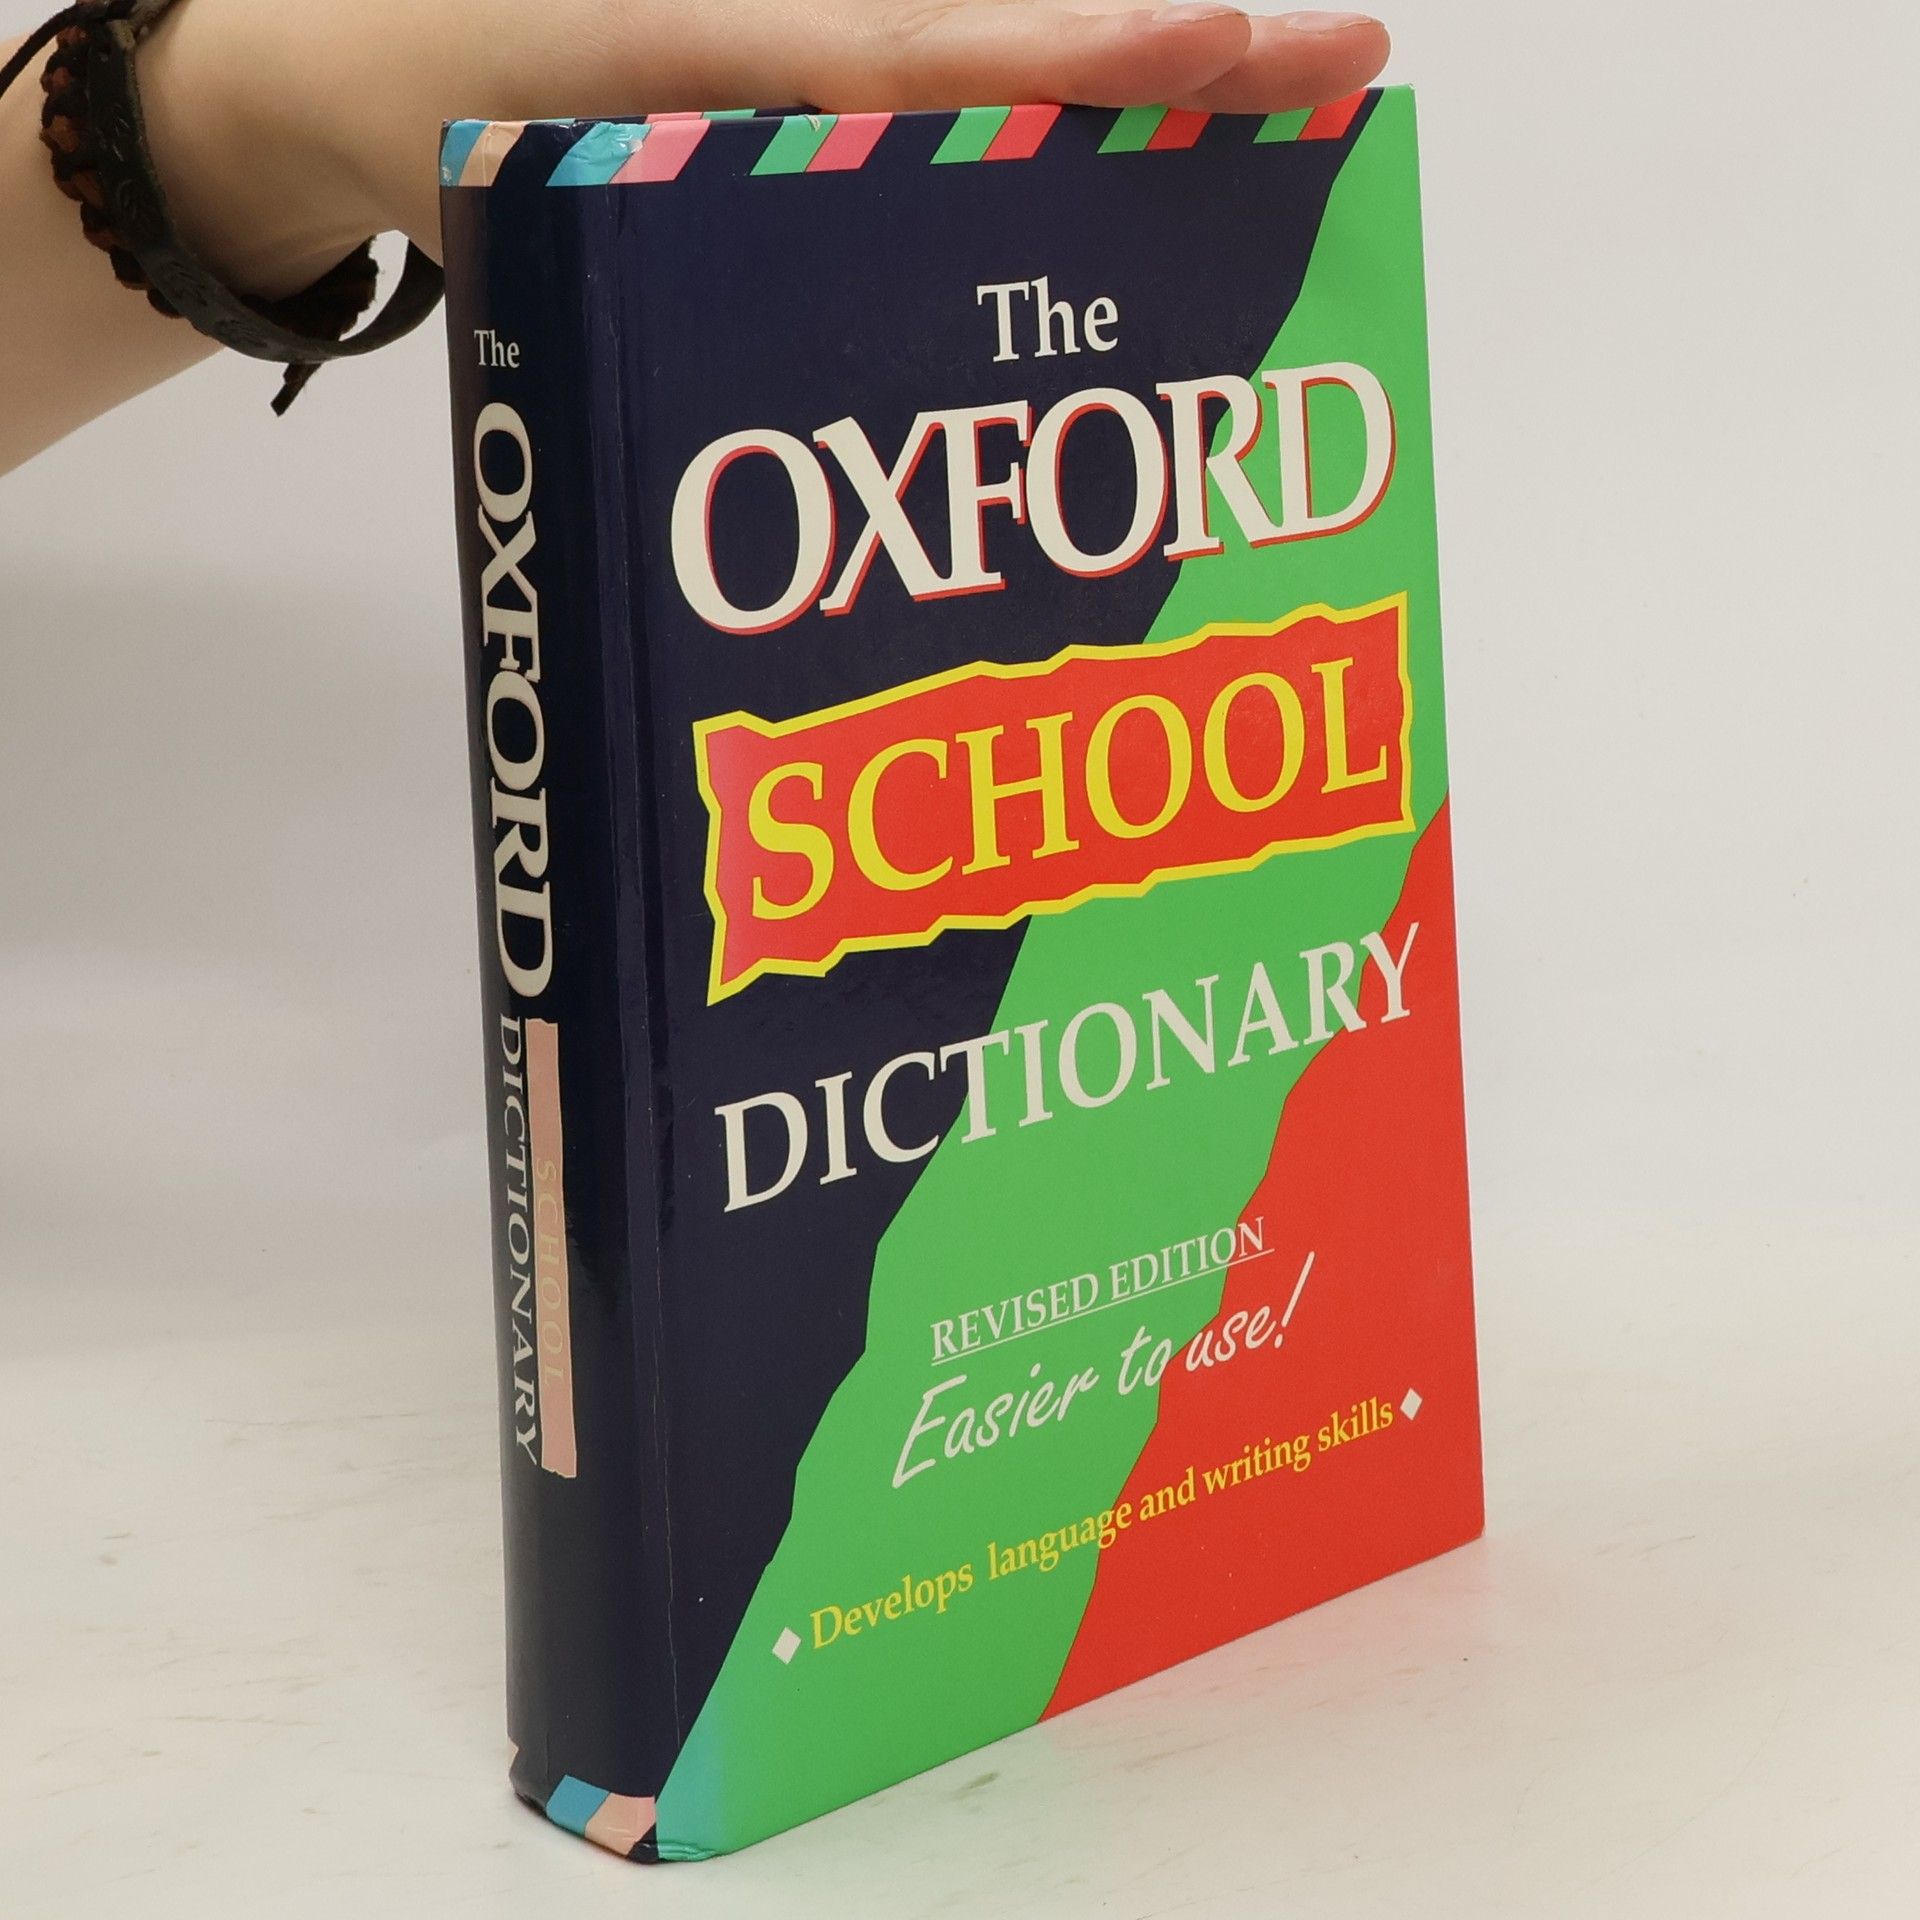 The
OXFORD
SCHOOL
DICTIONARY
The
OXFORD
SCHOOL
DICTIONARY
REVISED EDITION
Easier to use!
Develops language and writing skills